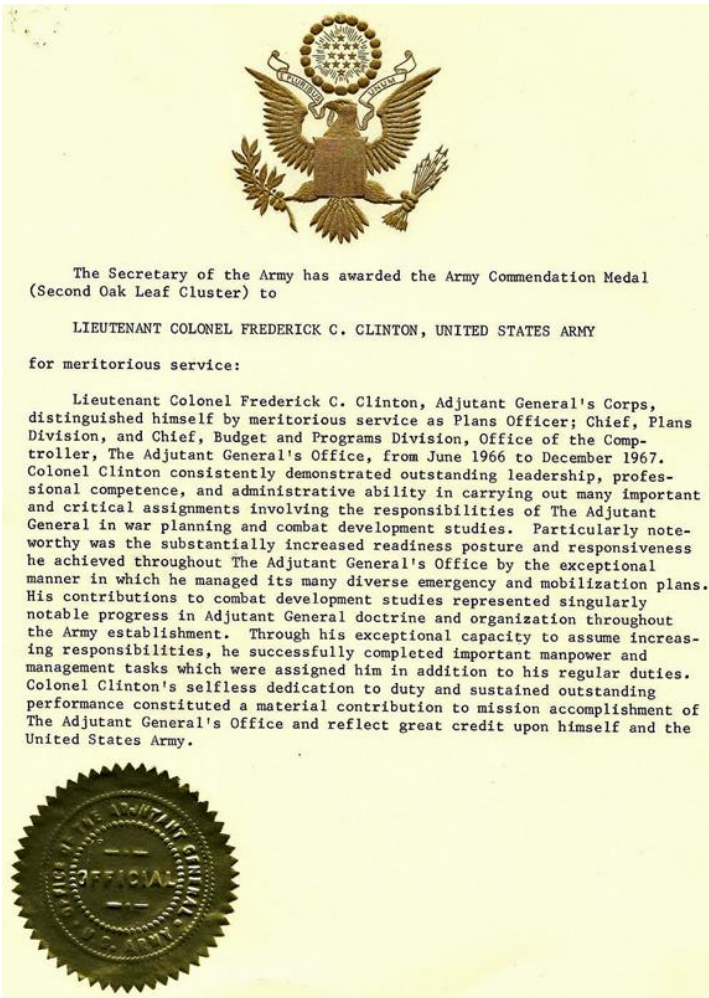 E PLURIBUS UNUM
The Secretary of the Army has awarded the Army Commendation Medal
(Second Oak Leaf Cluster) to
LIEUTENANT COLONEL FREDERICK C. CLINTON, UNITED STATES ARMY
for meritorious service:
Lieutenant Colonel Frederick C. Clinton, Adjutant General's Corps,
distinguished himself by meritorious service as Plans Officer; Chief, Plans
Division, and Chief, Budget and Programs Division, Office of the Comp-
troller, The Adjutant General's Office, from June 1966 to December 1967.
Colonel Clinton consistently demonstrated outstanding leadership, profes-
sional competence, and administrative ability in carrying out many important
and critical assignments involving the responsibilities of The Adjutant
General in war planning and combat development studies. Particularly note-
worthy was the substantially increased readiness posture and responsiveness
he achieved throughout The Adjutant General's Office by the exceptional
manner in which he managed its many diverse emergency and mobilization plans.
His contributions to combat development studies represented singularly
notable progress in Adjutant General doctrine and organization throughout
the Army establishment. Through his exceptional capacity to assume increas-
ing responsibilities, he successfully completed important manpower and
management tasks which were assigned him in addition to his regular duties.
Colonel Clinton's selfless dedication to duty and sustained outstanding
performance constituted a material contribution to mission accomplishment of
The Adjutant General's Office and reflect great credit upon himself and the
United States Army.
OFFICE OF THE ADJUTANT GENERAL
U.S. ARMY
OFFICIAL